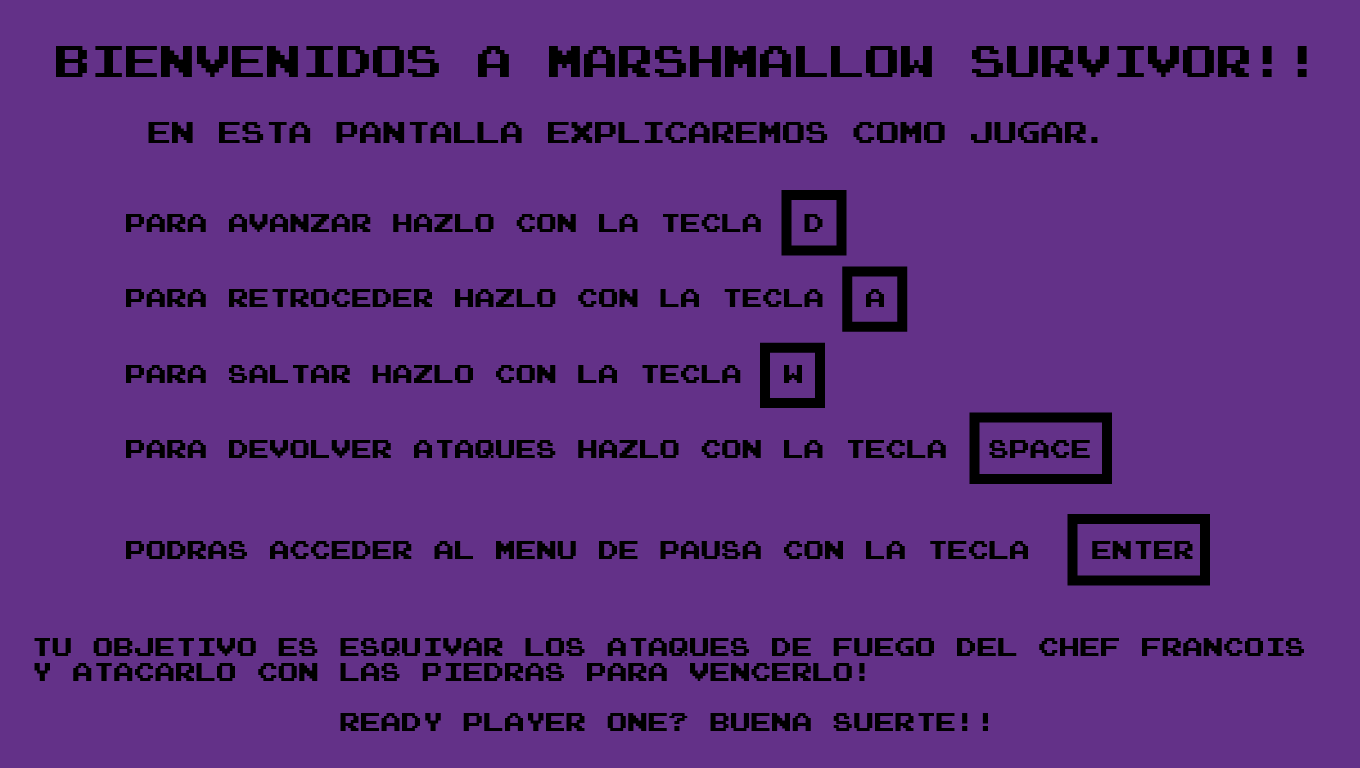 BIENVENIDOS A MARSHMALLOW SURVIVOR!!
EN ESTA PANTALLA EXPLICAREMOS COMO JUGAR.
PARA AVANZAR HAZLO CON LA TECLA D
PARA RETROCEDER HAZLO CON LA TECLA A
PARA SALTAR HAZLO CON LA TECLA W
PARA DEVOLVER ATAQUES HAZLO CON LA TECLA SPACE
PODRAS ACCEDER AL MENU DE PAUSA CON LA TECLA ENTER
TU OBJETIVO ES ESQUIVAR LOS ATAQUES DE FUEGO DEL CHEF FRANCOIS
Y ATACARLO CON LAS PIEDRAS PARA VENCERLO!
READY PLAYER ONE? BUENA SUERTE!!